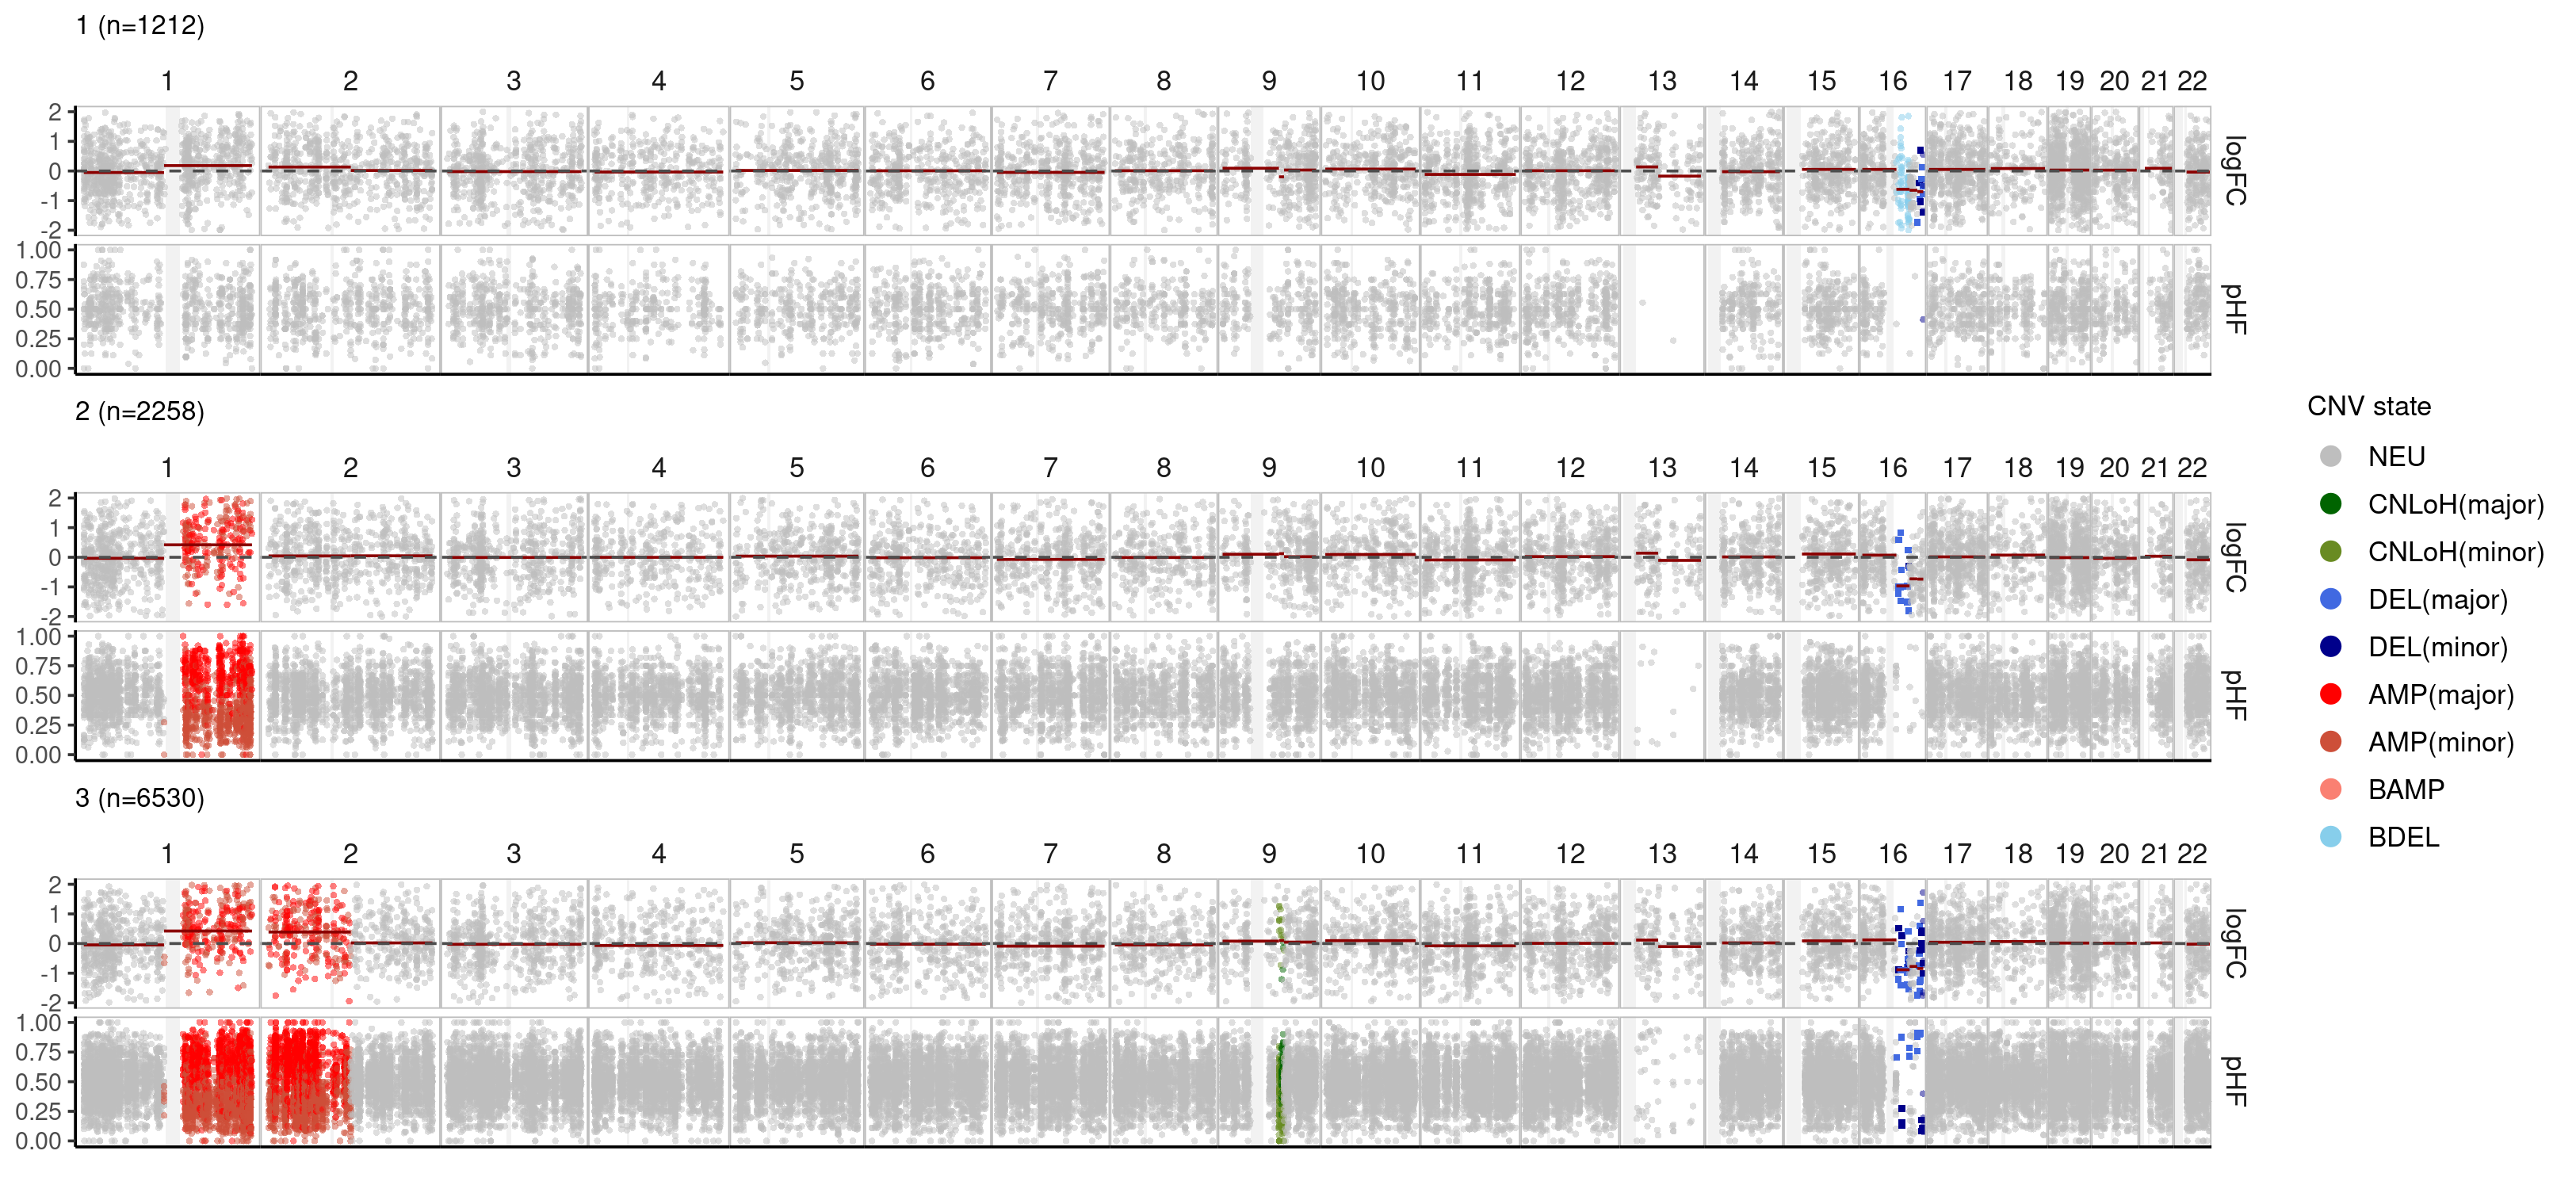 1 (n=1212)
1 2 3 4 5 6 7 8 9 10 11 12 13 14 15 16 17 18 19 20 21 22
2
1
0
-1
-2
logFC
1.00
0.75
0.50
0.25
0.00
pHF
2 (n=2258)
1 2 3 4 5 6 7 8 9 10 11 12 13 14 15 16 17 18 19 20 21 22
2
1
0
-1
-2
logFC
1.00
0.75
0.50
0.25
0.00
pHF
3 (n=6530)
1 2 3 4 5 6 7 8 9 10 11 12 13 14 15 16 17 18 19 20 21 22
2
1
0
-1
-2
logFC
1.00
0.75
0.50
0.25
0.00
pHF
CNV state
NEU
CNLoH(major)
CNLoH(minor)
DEL(major)
DEL(minor)
AMP(major)
AMP(minor)
BAMP
BDEL